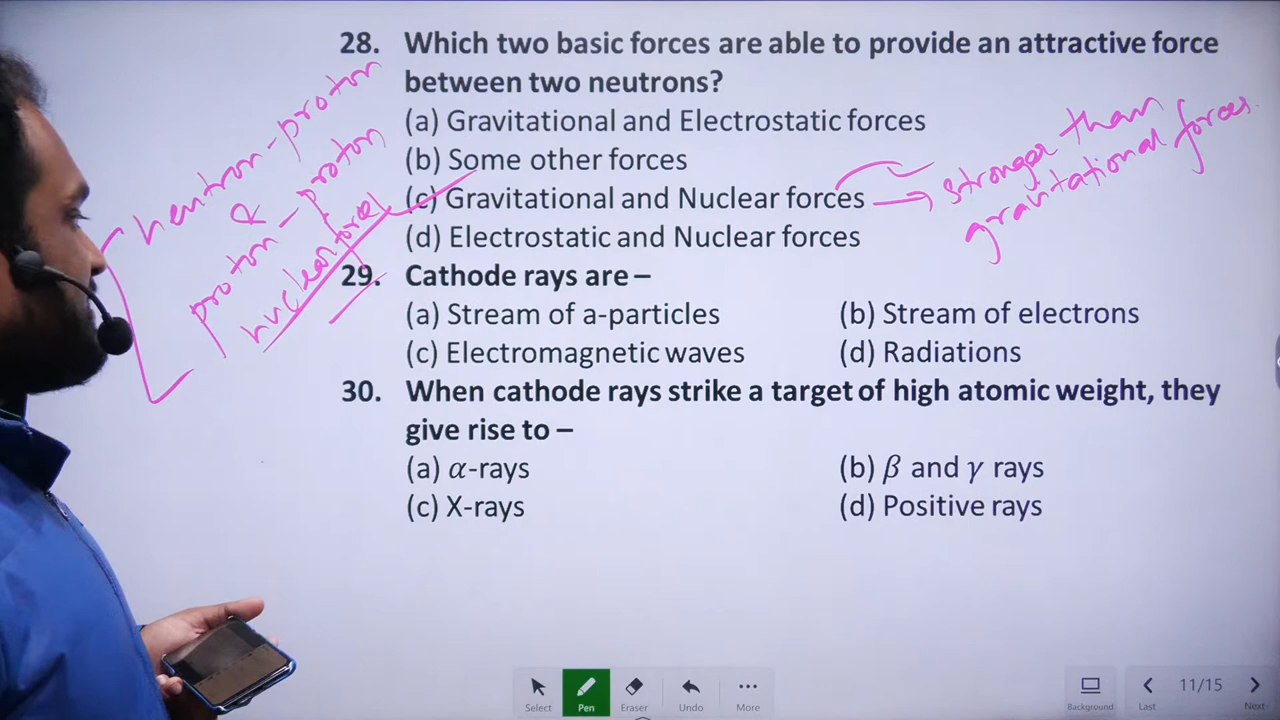 28. Which two basic forces are able to provide an attractive force
between two neutrons?
(a) Gravitational and Electrostatic forces
(b) Some other forces
(c) Gravitational and Nuclear forces
(d) Electrostatic and Nuclear forces
stronger than
gravitational forces.
neutron-proton
&
proton-proton
nuclear force
29. Cathode rays are –
(a) Stream of a-particles (b) Stream of electrons
(c) Electromagnetic waves (d) Radiations
30. When cathode rays strike a target of high atomic weight, they
give rise to –
(a) α-rays (b) β and γ rays
(c) X-rays (d) Positive rays
Select Pen Eraser Undo More
Background Last 11/15 Next